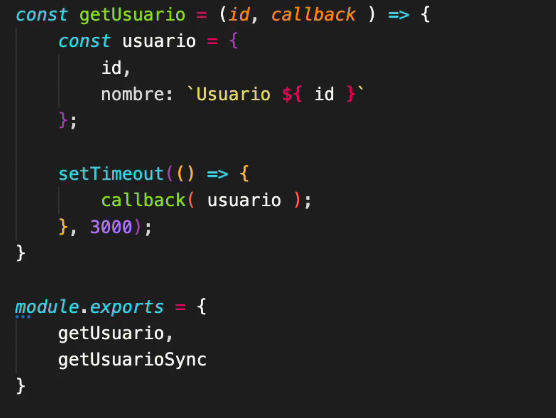 const getUsuario = (id, callback ) => {
    const usuario = {
        id,
        nombre: `Usuario ${ id }`
    };
    setTimeout(() => {
        callback( usuario );
    }, 3000);
}
module.exports = {
    getUsuario,
    getUsuarioSync
}